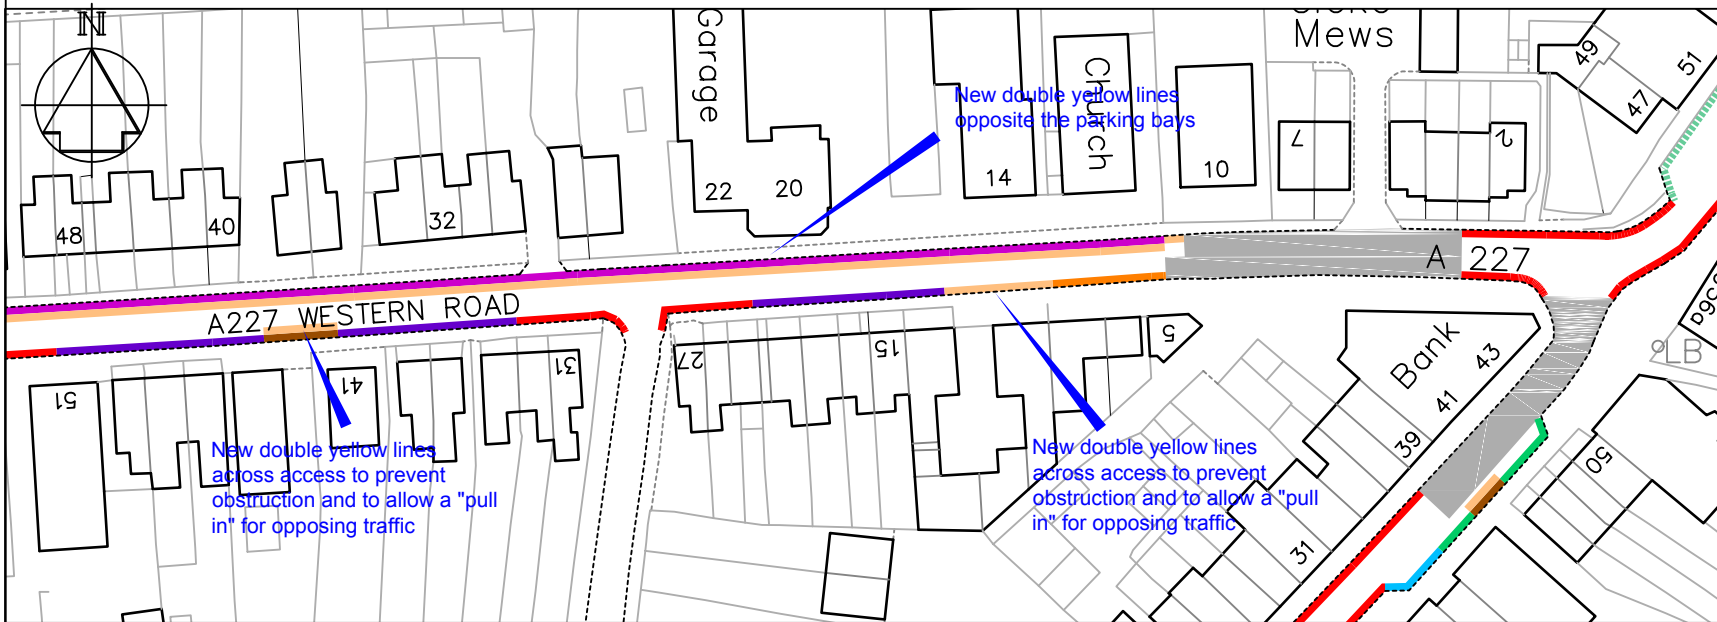 N
Garage
Mews
Church
49
51
47
New double yellow lines
opposite the parking bays
7
2
10
14
22
20
32
40
48
A 227
A227 WESTERN ROAD
51
41
31
27
15
5
Bank
43
41
39
31
50
LB
New double yellow lines
across access to prevent
obstruction and to allow a "pull
in" for opposing traffic
New double yellow lines
across access to prevent
obstruction and to allow a "pull
in" for opposing traffic